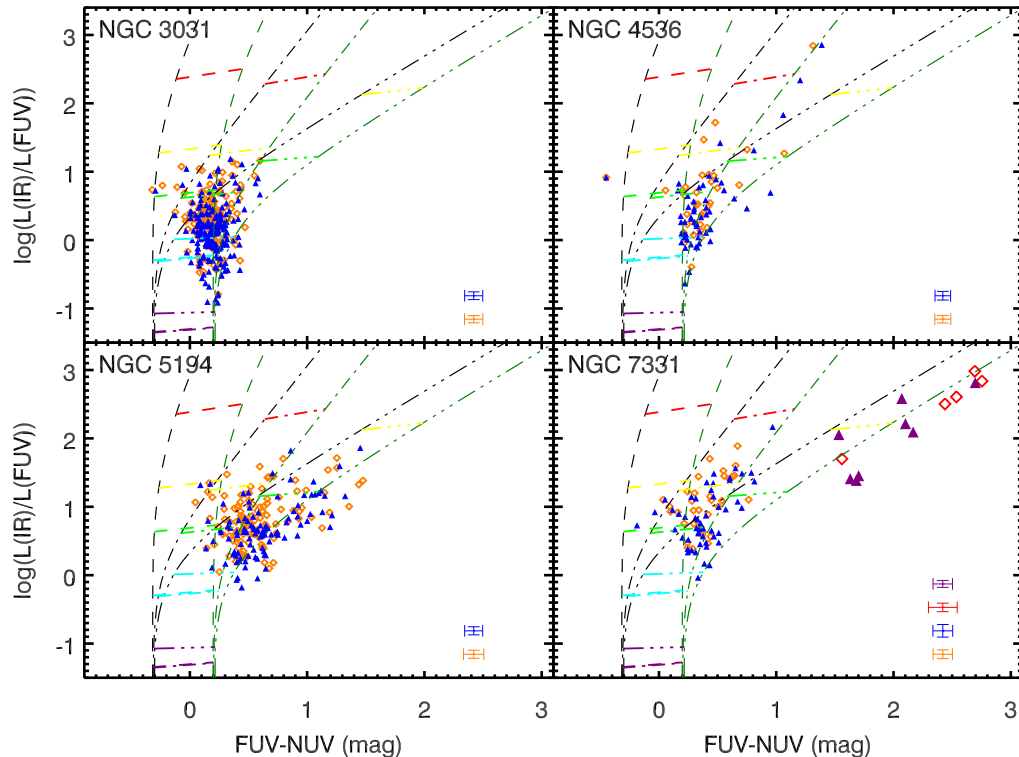 NGC 3031
NGC 4536
log(L(IR)/L(FUV))
3
2
1
0
-1
NGC 5194
NGC 7331
log(L(IR)/L(FUV))
3
2
1
0
-1
0 1 2 3
0 1 2 3
FUV-NUV (mag)
FUV-NUV (mag)